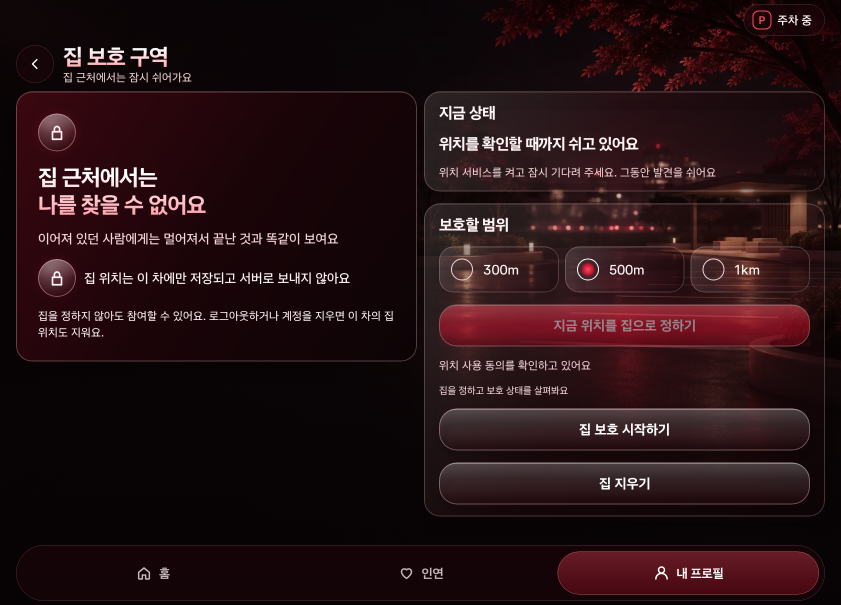 P 주차 중
집 보호 구역
집 근처에서는 잠시 쉬어가요
집 근처에서는
나를 찾을 수 없어요
이어져 있던 사람에게는 멀어져서 끝난 것과 똑같이 보여요
집 위치는 이 차에만 저장되고 서버로 보내지 않아요
집을 정하지 않아도 참여할 수 있어요. 로그아웃하거나 계정을 지우면 이 차의 집
위치도 지워요.
지금 상태
위치를 확인할 때까지 쉬고 있어요
위치 서비스를 켜고 잠시 기다려 주세요. 그동안 발견을 쉬어요
보호할 범위
300m
500m
1km
지금 위치를 집으로 정하기
위치 사용 동의를 확인하고 있어요
집을 정하고 보호 상태를 살펴봐요
집 보호 시작하기
집 지우기
홈
인연
내 프로필